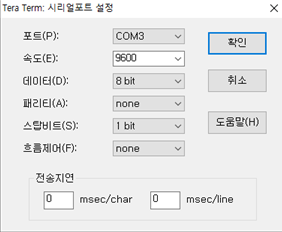 Tera Term: 시리얼포트 설정
포트(P): COM3 확인
속도(E): 9600
데이터(D): 8 bit 취소
패리티(A): none
스탑비트(S): 1 bit 도움말(H)
흐름제어(F): none
전송지연
0 msec/char 0 msec/line